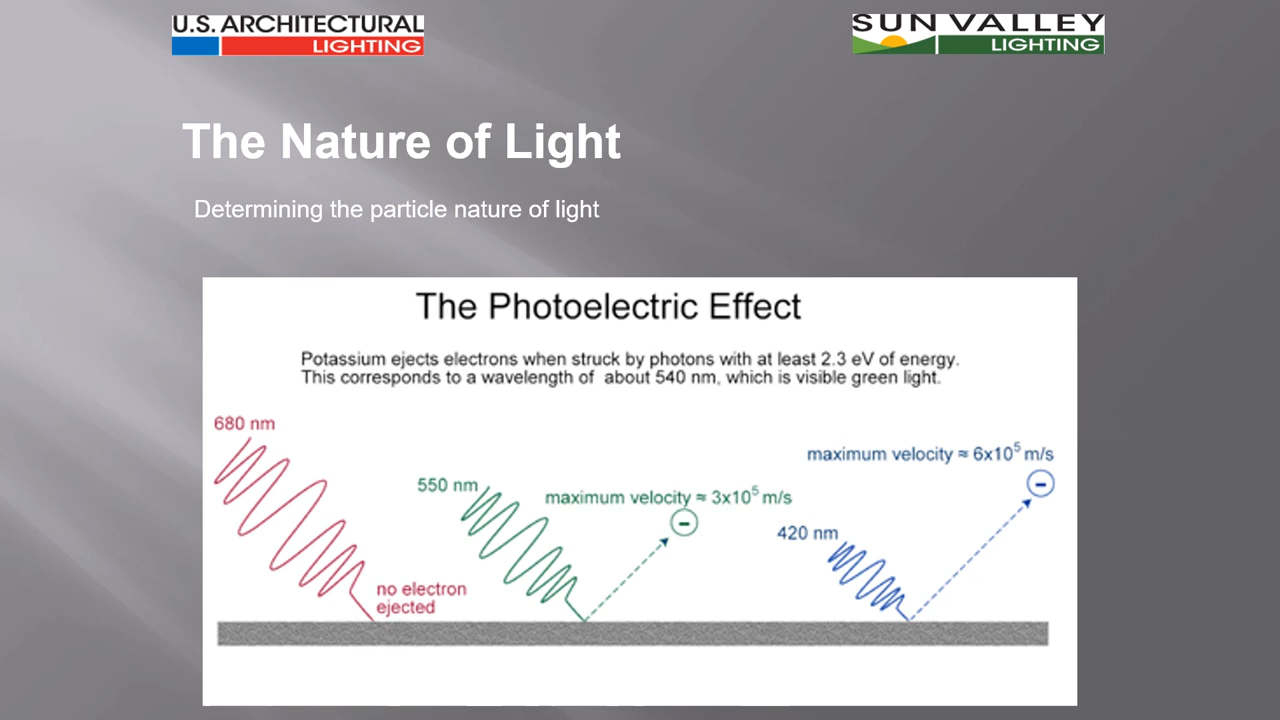 U.S. ARCHITECTURAL
LIGHTING
SUN VALLEY
LIGHTING
The Nature of Light
Determining the particle nature of light
The Photoelectric Effect
Potassium ejects electrons when struck by photons with at least 2.3 eV of energy.
This corresponds to a wavelength of about 540 nm, which is visible green light.
680 nm
no electron
ejected
550 nm
maximum velocity ≈ 3x10⁵ m/s
−
420 nm
maximum velocity ≈ 6x10⁵ m/s
−